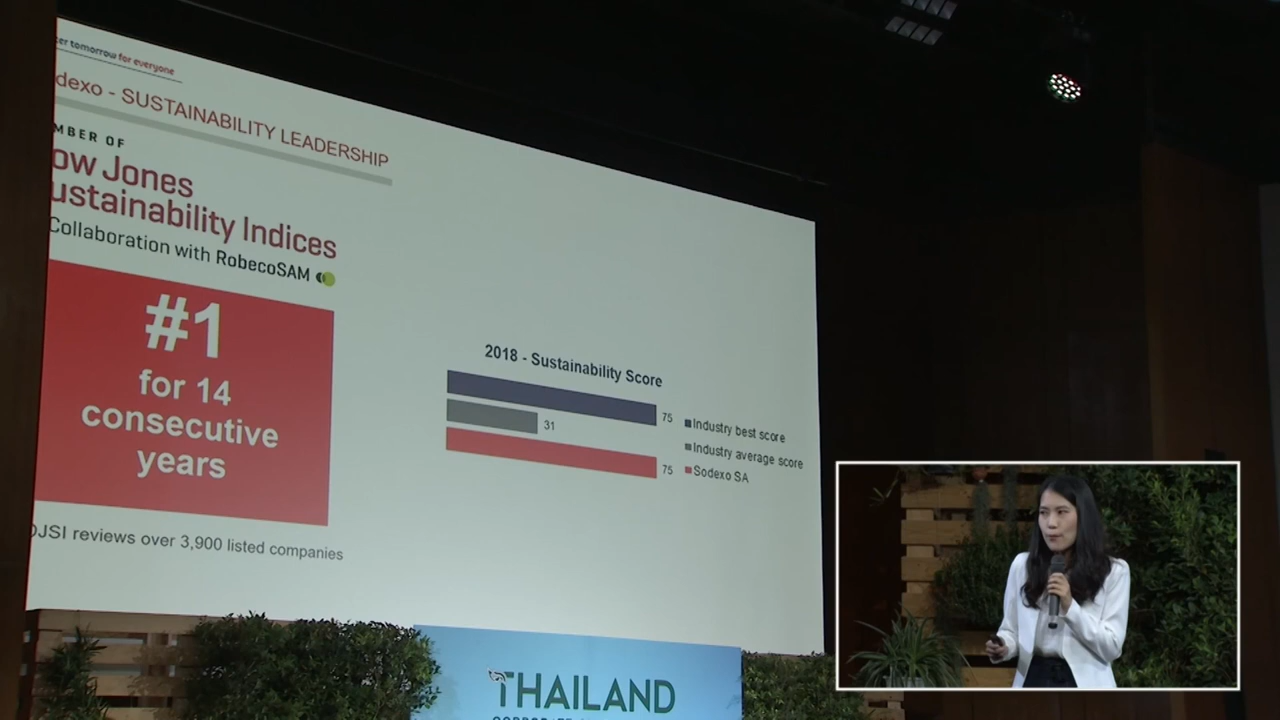 tomorrow for everyone
dexo - SUSTAINABILITY LEADERSHIP
MBER OF
ow Jones
ustainability Indices
Collaboration with RobecoSAM
#1
for 14
consecutive
years
DJSI reviews over 3,900 listed companies
2018 - Sustainability Score
75
31
75
Industry best score
Industry average score
Sodexo SA
THAILAND